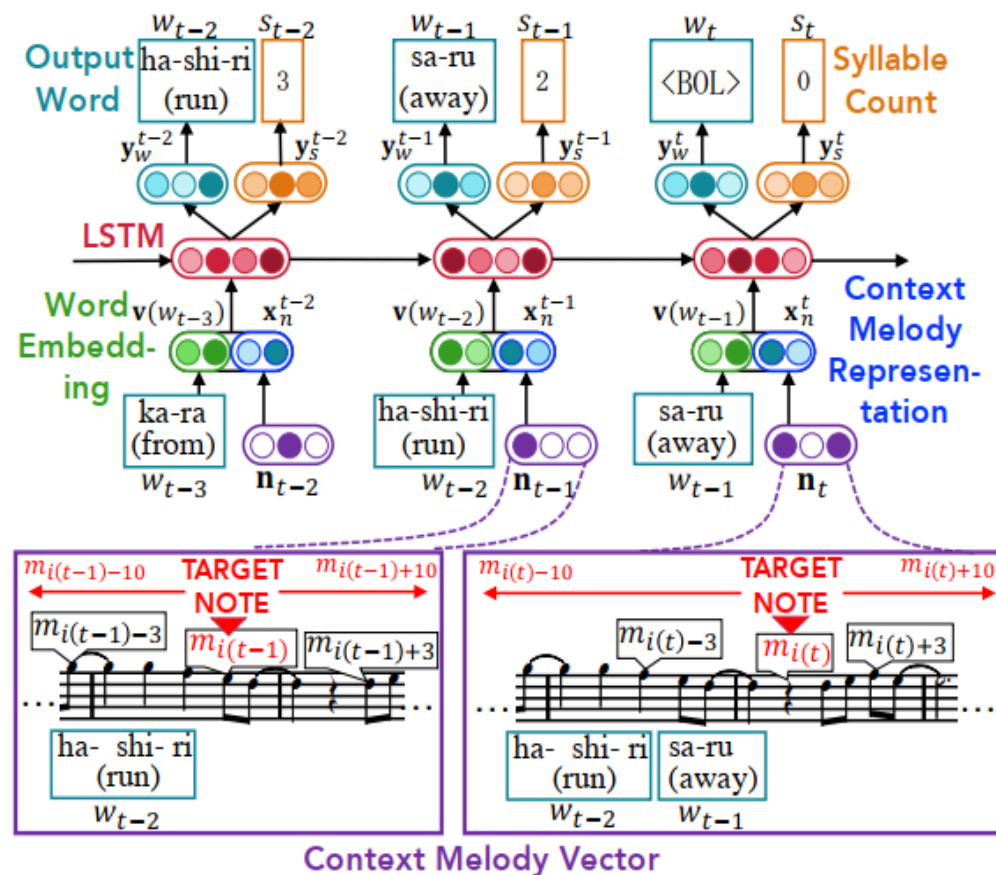 w_{t−2} s_{t−2} w_{t−1} s_{t−1} w_t s_t
Output Word
ha-shi-ri (run)
3
sa-ru (away)
2
<BOL>
0
Syllable Count
y_w^{t−2} y_s^{t−2} y_w^{t−1} y_s^{t−1} y_w^t y_s^t
LSTM
Word Embedd-ing
v(w_{t−3}) x_n^{t−2} v(w_{t−2}) x_n^{t−1} v(w_{t−1}) x_n^t
Context
Melody
Represen-
tation
ka-ra (from)
ha-shi-ri (run)
sa-ru (away)
w_{t−3} n_{t−2} w_{t−2} n_{t−1} w_{t−1} n_t
m_{i(t−1)−10} TARGET NOTE m_{i(t−1)+10}
m_{i(t−1)−3} m_{i(t−1)} m_{i(t−1)+3}
... ...
ha- shi- ri
(run)
w_{t−2}
m_{i(t)−10} TARGET NOTE m_{i(t)+10}
m_{i(t)−3} m_{i(t)} m_{i(t)+3}
... ...
ha- shi- ri (run)
sa-ru (away)
w_{t−2} w_{t−1}
Context Melody Vector